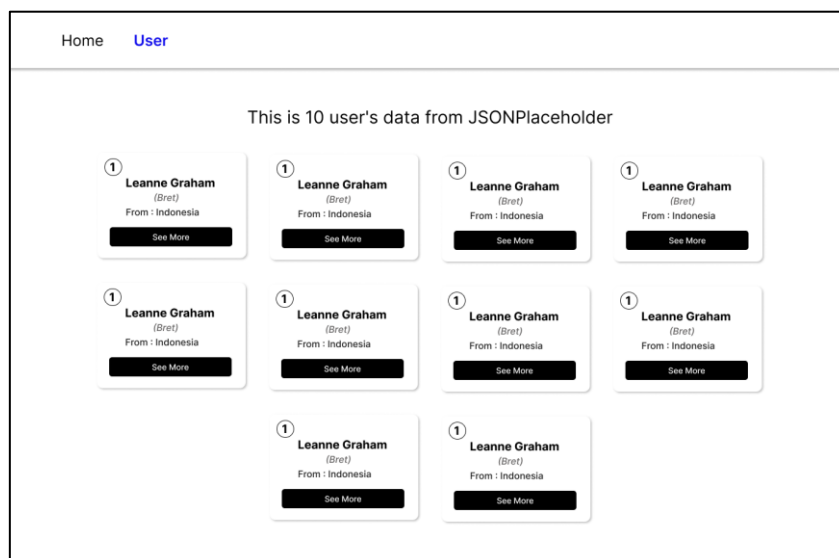 Home User
This is 10 user's data from JSONPlaceholder
1 1 1 1
Leanne Graham Leanne Graham Leanne Graham Leanne Graham
(Bret) (Bret) (Bret) (Bret)
From : Indonesia From : Indonesia From : Indonesia From : Indonesia
See More See More See More See More
1 1 1 1
Leanne Graham Leanne Graham Leanne Graham Leanne Graham
(Bret) (Bret) (Bret) (Bret)
From : Indonesia From : Indonesia From : Indonesia From : Indonesia
See More See More See More See More
1 1
Leanne Graham Leanne Graham
(Bret) (Bret)
From : Indonesia From : Indonesia
See More See More